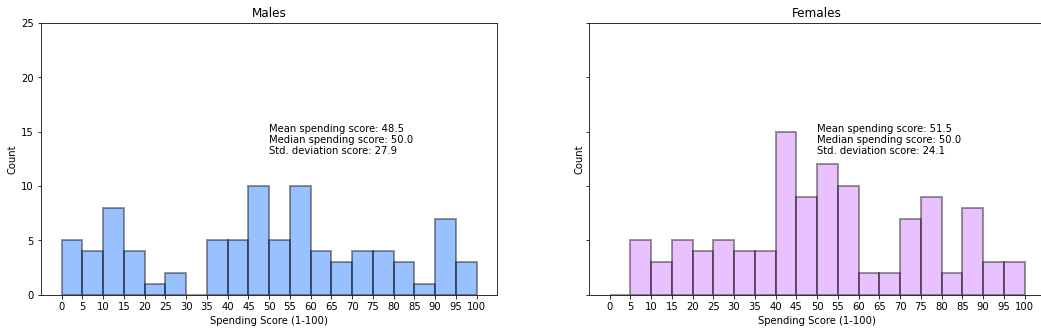 Males
25
20
15
10
5
0
Count
Mean spending score: 48.5
Median spending score: 50.0
Std. deviation score: 27.9
0 5 10 15 20 25 30 35 40 45 50 55 60 65 70 75 80 85 90 95 100
Spending Score (1-100)
Females
Count
Mean spending score: 51.5
Median spending score: 50.0
Std. deviation score: 24.1
0 5 10 15 20 25 30 35 40 45 50 55 60 65 70 75 80 85 90 95 100
Spending Score (1-100)